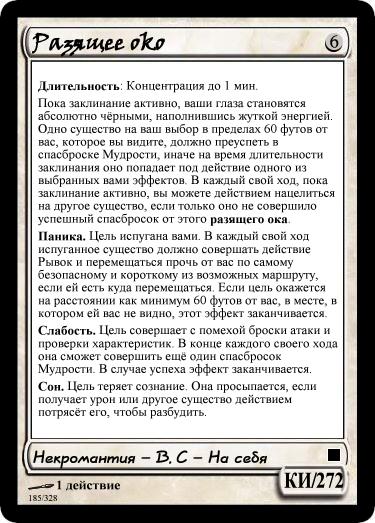 Разящее око
6
Длительность: Концентрация до 1 мин.
Пока заклинание активно, ваши глаза становятся
абсолютно чёрными, наполнившись жуткой энергией.
Одно существо на ваш выбор в пределах 60 футов от
вас, которое вы видите, должно преуспеть в
спасброске Мудрости, иначе на время длительности
заклинания оно попадает под действие одного из
выбранных вами эффектов. В каждый свой ход, пока
заклинание активно, вы можете действием нацелиться
на другое существо, если только оно не совершило
успешный спасбросок от этого разящего ока.
Паника. Цель испугана вами. В каждый свой ход
испуганное существо должно совершать действие
Рывок и перемещаться прочь от вас по самому
безопасному и короткому из возможных маршруту,
если ей есть куда перемещаться. Если цель окажется
на расстоянии как минимум 60 футов от вас, в месте, в
котором ей вас не видно, этот эффект заканчивается.
Слабость. Цель совершает с помехой броски атаки и
проверки характеристик. В конце каждого своего хода
она сможет совершить ещё один спасбросок
Мудрости. В случае успеха эффект заканчивается.
Сон. Цель теряет сознание. Она просыпается, если
получает урон или другое существо действием
потрясёт его, чтобы разбудить.
Некромантия – В, С – На себя
КИ/272
1 действие
185/328